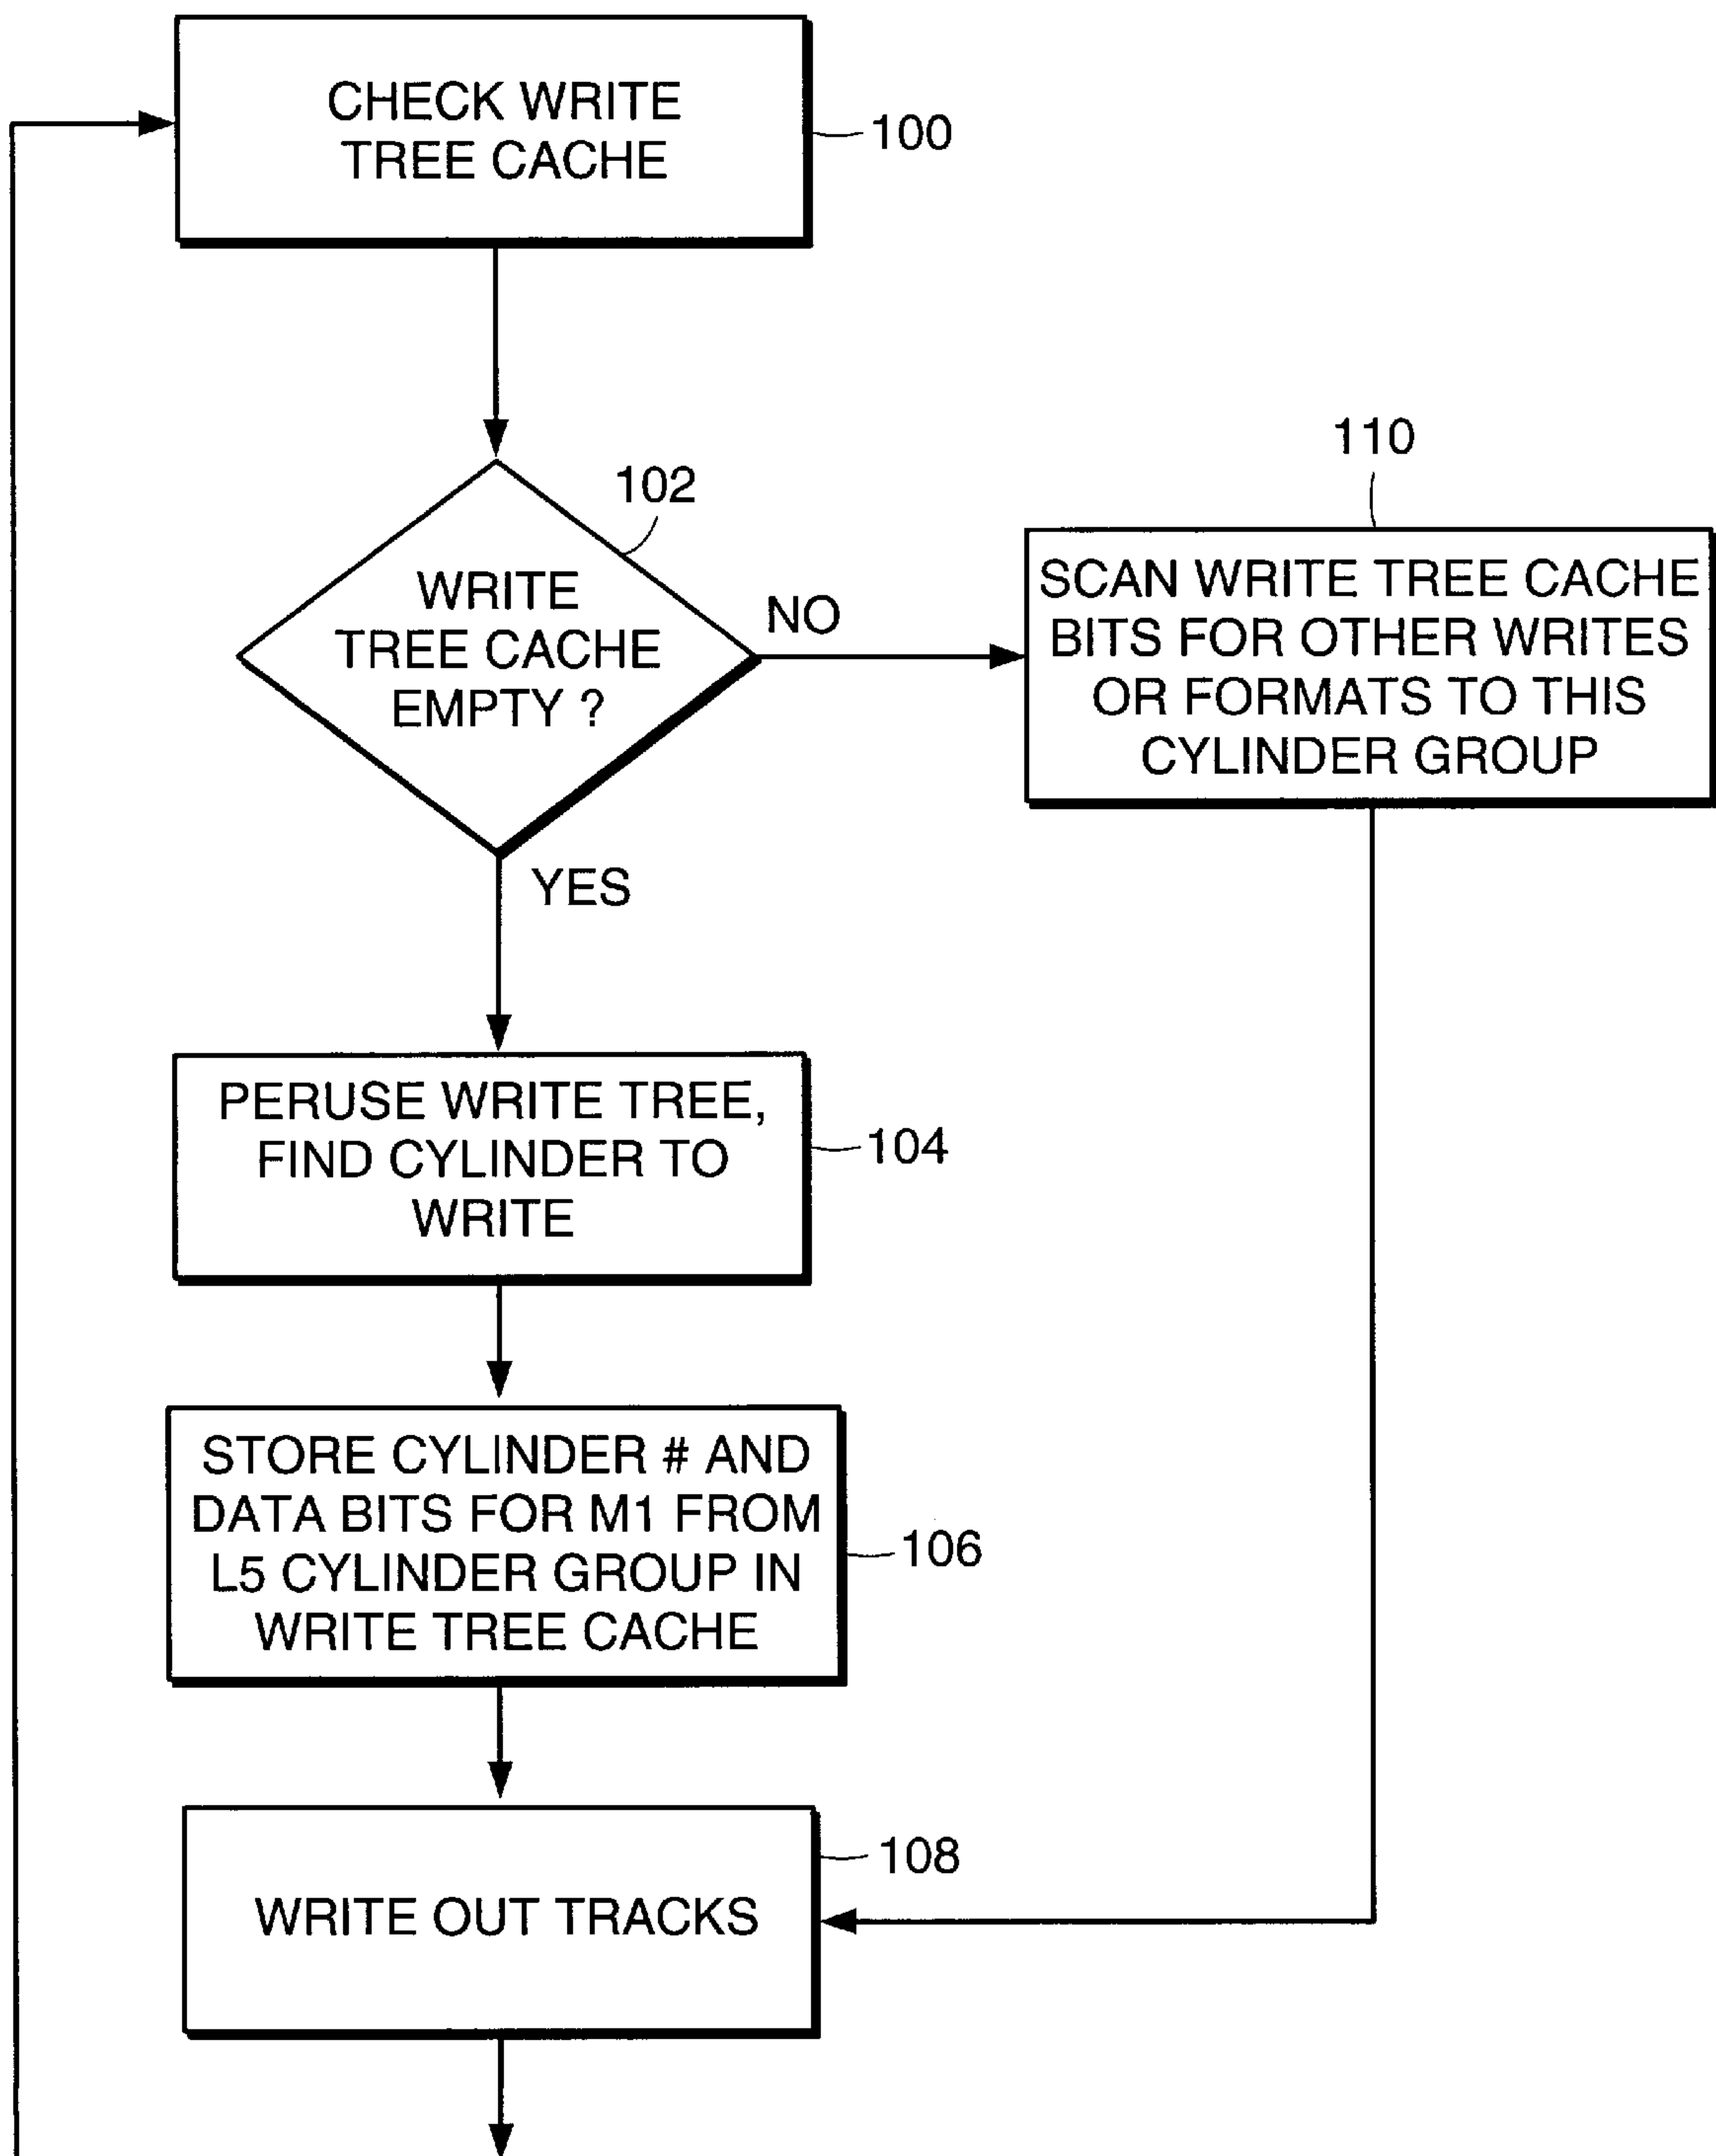 CHECK WRITE
TREE CACHE
100
102
WRITE
TREE CACHE
EMPTY ?
NO
110
SCAN WRITE TREE CACHE
BITS FOR OTHER WRITES
OR FORMATS TO THIS
CYLINDER GROUP
YES
PERUSE WRITE TREE,
FIND CYLINDER TO
WRITE
104
STORE CYLINDER # AND
DATA BITS FOR M1 FROM
L5 CYLINDER GROUP IN
WRITE TREE CACHE
106
108
WRITE OUT TRACKS